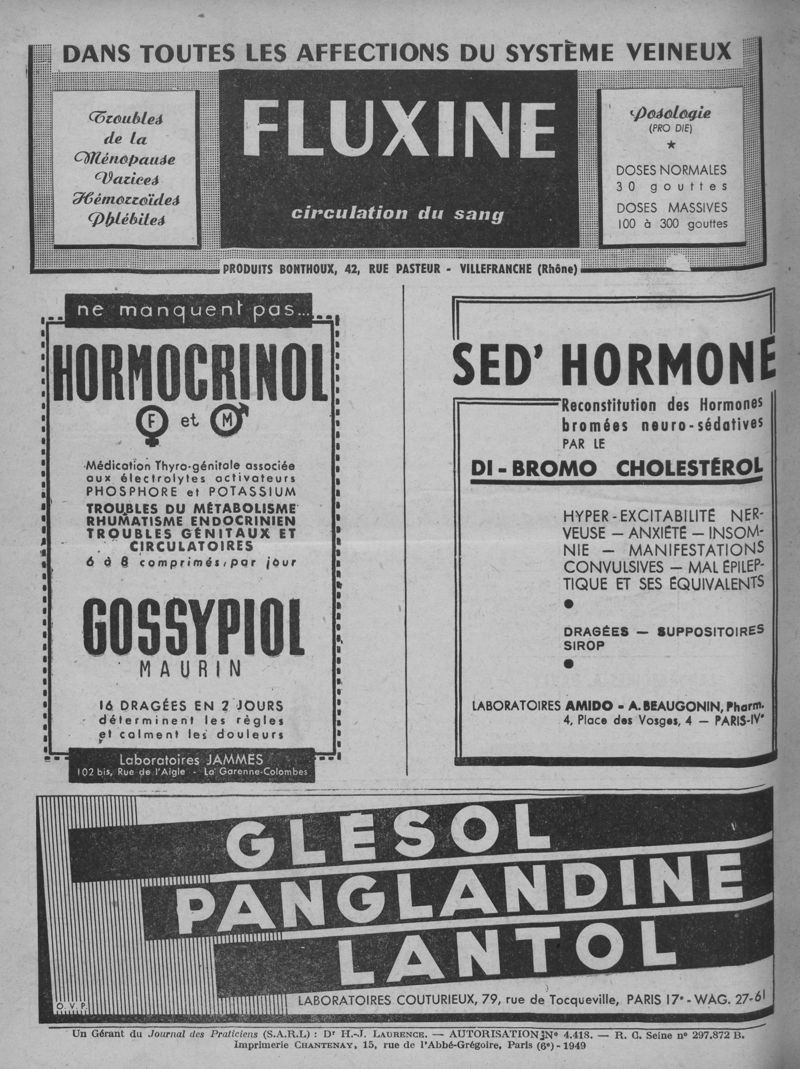 DANS TOUTES LES AFFECTIONS DU SYSTÈME VEINEUX
Troubles
de la
Ménopause
Varices
Hémorroïdes
Phlébites
FLUXINE
circulation du sang
Posologie
(PRO DIE)
★
DOSES NORMALES
30 gouttes
DOSES MASSIVES
100 à 300 gouttes
PRODUITS BONTHOUX, 42, RUE PASTEUR - VILLEFRANCHE (Rhône)
ne manquent pas...
HORMOCRINOL
F et M
Médication Thyro-génitale associée
aux électrolytes activateurs
PHOSPHORE et POTASSIUM
TROUBLES DU MÉTABOLISME
RHUMATISME ENDOCRINIEN
TROUBLES GÉNITAUX ET
CIRCULATOIRES
6 à 8 comprimés, par jour
GOSSYPIOL
MAURIN
16 DRAGÉES EN 2 JOURS
déterminent les règles
et calment les douleurs
Laboratoires JAMMES
102 bis, Rue de l'Aigle - La Garenne-Colombes
SED' HORMONE
Reconstitution des Hormones
bromées neuro-sédatives
PAR LE
DI-BROMO CHOLESTÉROL
HYPER-EXCITABILITÉ NER-
VEUSE — ANXIÉTÉ — INSOM-
NIE — MANIFESTATIONS
CONVULSIVES — MAL ÉPILEP-
TIQUE ET SES ÉQUIVALENTS
●
DRAGÉES — SUPPOSITOIRES
SIROP
●
LABORATOIRES AMIDO - A. BEAUGONIN, Pharm.
4, Place des Vosges, 4 — PARIS-IVe
GLÉSOL
PANGLANDINE
LANTOL
O.V.P.
LABORATOIRES COUTURIEUX, 79, rue de Tocqueville, PARIS 17e - WAG. 27-61
Un Gérant du Journal des Praticiens (S.A.R.L) : Dr H.-J. LAURENCE. — AUTORISATION No 4.418. — R. C. Seine no 297.872 B.
Imprimerie CHANTENAY, 15, rue de l'Abbé-Grégoire, Paris (6e) - 1949